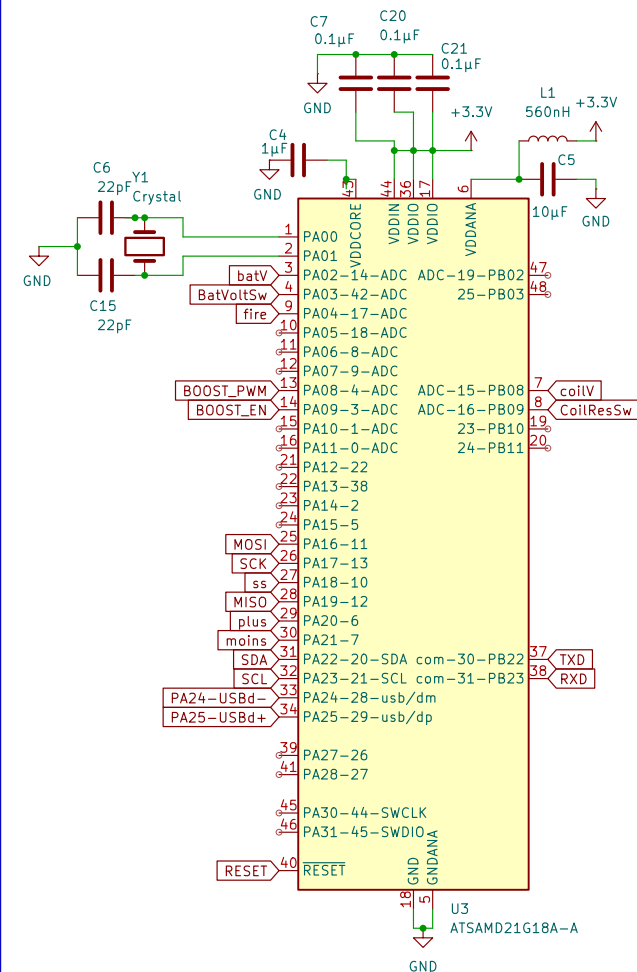 C7
0.1µF
C20
0.1µF
C21
0.1µF
GND
+3.3V
L1
560nH
+3.3V
C4
1µF
GND
C5
10µF
GND
C6
22pF
Y1
Crystal
GND
C15
22pF
43
44
36
17
6
VDDCORE
VDDIN
VDDIO
VDDIO
VDDANA
1 PA00
2 PA01
batV 3 PA02-14-ADC
BatVoltSw 4 PA03-42-ADC
fire 9 PA04-17-ADC
10 PA05-18-ADC
11 PA06-8-ADC
12 PA07-9-ADC
BOOST_PWM 13 PA08-4-ADC
BOOST_EN 14 PA09-3-ADC
15 PA10-1-ADC
16 PA11-0-ADC
21 PA12-22
22 PA13-38
23 PA14-2
24 PA15-5
MOSI 25 PA16-11
SCK 26 PA17-13
ss 27 PA18-10
MISO 28 PA19-12
plus 29 PA20-6
moins 30 PA21-7
SDA 31 PA22-20-SDA
SCL 32 PA23-21-SCL
PA24-USBd- 33 PA24-28-usb/dm
PA25-USBd+ 34 PA25-29-usb/dp
39 PA27-26
41 PA28-27
45 PA30-44-SWCLK
46 PA31-45-SWDIO
RESET 40 RESET
ADC-19-PB02 47
25-PB03 48
ADC-15-PB08 7 coilV
ADC-16-PB09 8 CoilResSw
23-PB10 19
24-PB11 20
com-30-PB22 37 TXD
com-31-PB23 38 RXD
GND
GNDANA
18
5
U3
ATSAMD21G18A-A
GND